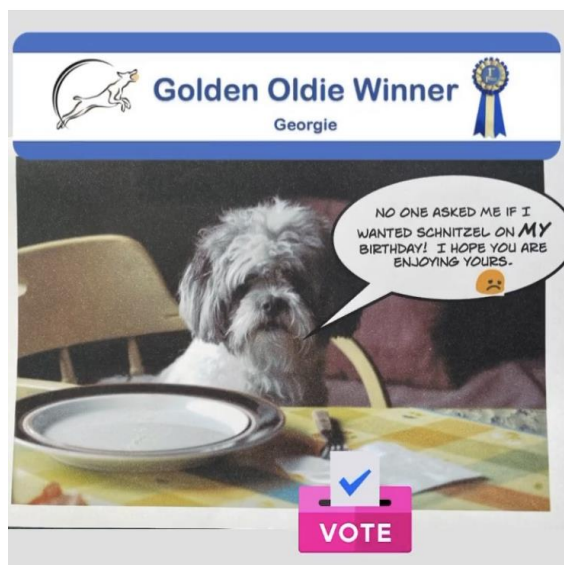 Golden Oldie Winner
Georgie
NO ONE ASKED ME IF I
WANTED SCHNITZEL ON MY
BIRTHDAY! I HOPE YOU ARE
ENJOYING YOURS.
VOTE